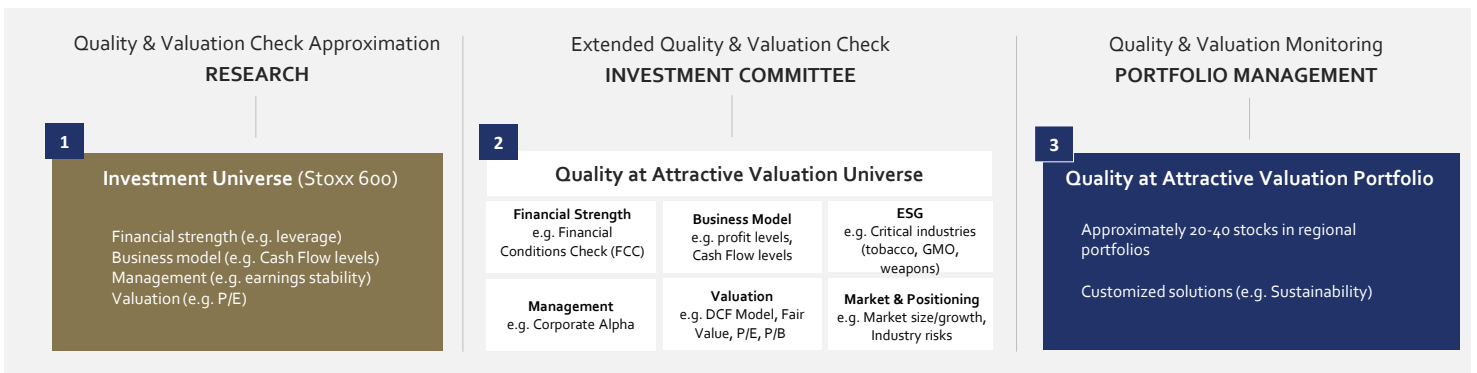 Quality & Valuation Check Approximation
RESEARCH
1
Investment Universe (Stoxx 600)
Financial strength (e.g. leverage)
Business model (e.g. Cash Flow levels)
Management (e.g. earnings stability)
Valuation (e.g. P/E)
Extended Quality & Valuation Check
INVESTMENT COMMITTEE
2
Quality at Attractive Valuation Universe
Financial Strength
e.g. Financial
Conditions Check (FCC)
Business Model
e.g. profit levels,
Cash Flow levels
ESG
e.g. Critical industries
(tobacco, GMO,
weapons)
Management
e.g. Corporate Alpha
Valuation
e.g. DCF Model, Fair
Value, P/E, P/B
Market & Positioning
e.g. Market size/growth,
Industry risks
Quality & Valuation Monitoring
PORTFOLIO MANAGEMENT
3
Quality at Attractive Valuation Portfolio
Approximately 20-40 stocks in regional
portfolios
Customized solutions (e.g. Sustainability)